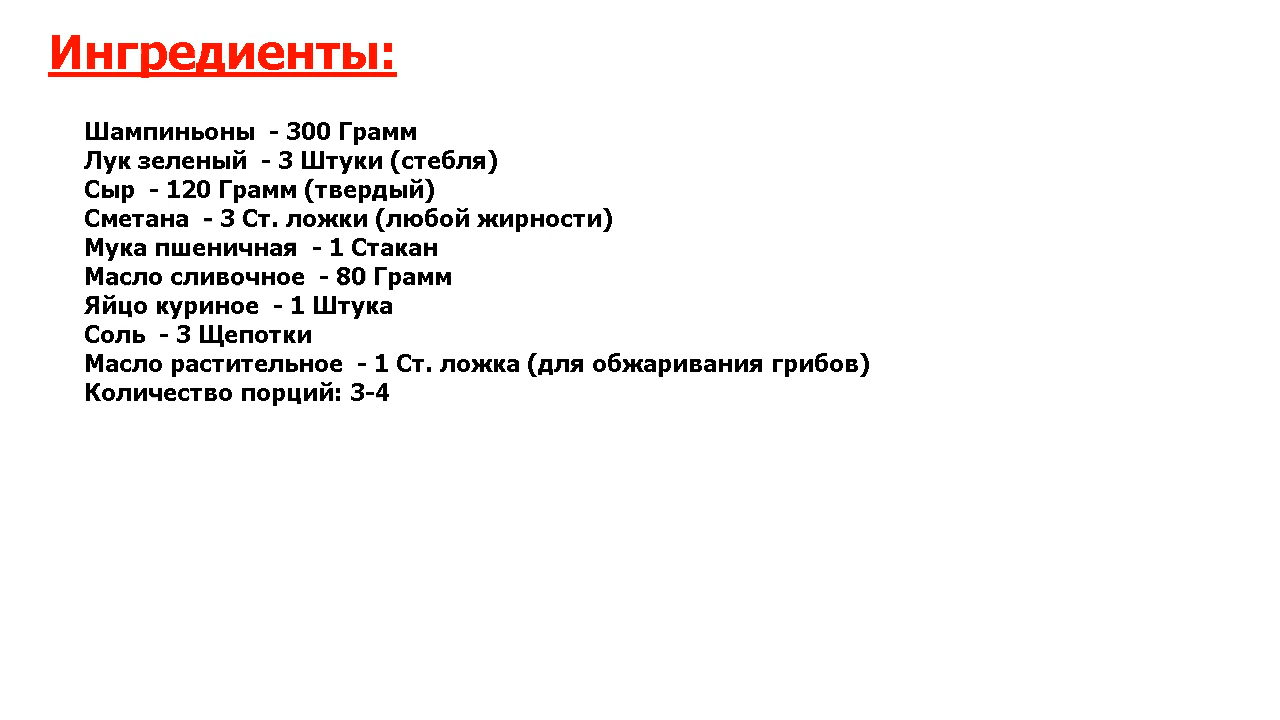 Ингредиенты:
Шампиньоны - 300 Грамм
Лук зеленый - 3 Штуки (стебля)
Сыр - 120 Грамм (твердый)
Сметана - 3 Ст. ложки (любой жирности)
Мука пшеничная - 1 Стакан
Масло сливочное - 80 Грамм
Яйцо куриное - 1 Штука
Соль - 3 Щепотки
Масло растительное - 1 Ст. ложка (для обжаривания грибов)
Количество порций: 3-4